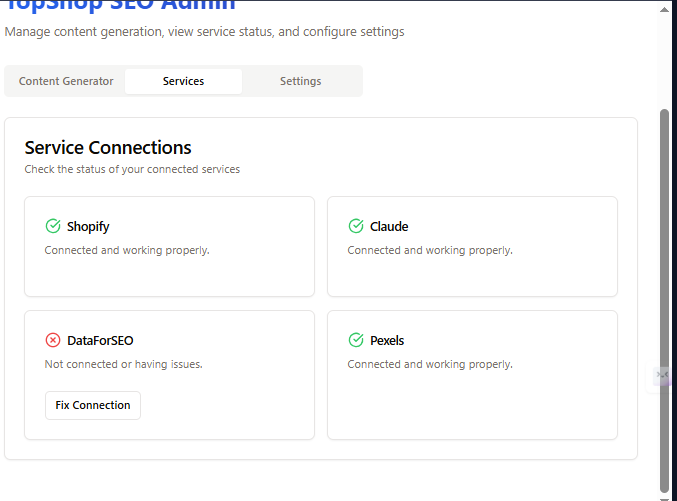 TopShop SEO Admin
Manage content generation, view service status, and configure settings
Content Generator Services Settings
Service Connections
Check the status of your connected services
Shopify
Connected and working properly.
Claude
Connected and working properly.
DataForSEO
Not connected or having issues.
Fix Connection
Pexels
Connected and working properly.